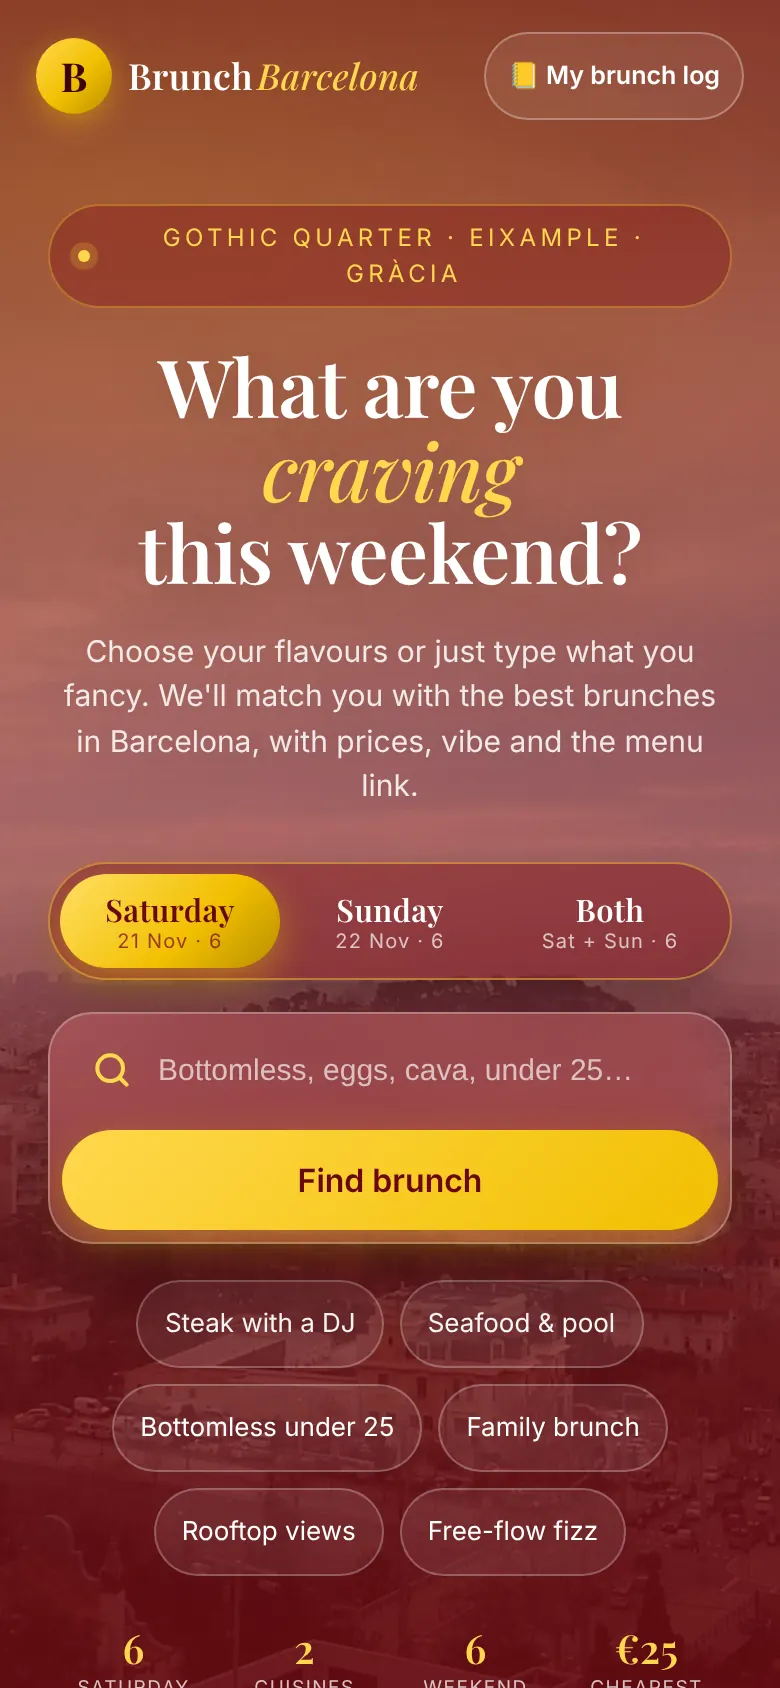 B
Brunch Barcelona
📒 My brunch log
GOTHIC QUARTER · EIXAMPLE ·
GRÀCIA
What are you
craving
this weekend?
Choose your flavours or just type what you
fancy. We'll match you with the best brunches
in Barcelona, with prices, vibe and the menu
link.
Saturday
21 Nov · 6
Sunday
22 Nov · 6
Both
Sat + Sun · 6
Bottomless, eggs, cava, under 25…
Find brunch
Steak with a DJ
Seafood & pool
Bottomless under 25
Family brunch
Rooftop views
Free-flow fizz
6
2
6
€25
SATURDAY
CUISINES
WEEKEND
CHEAPEST